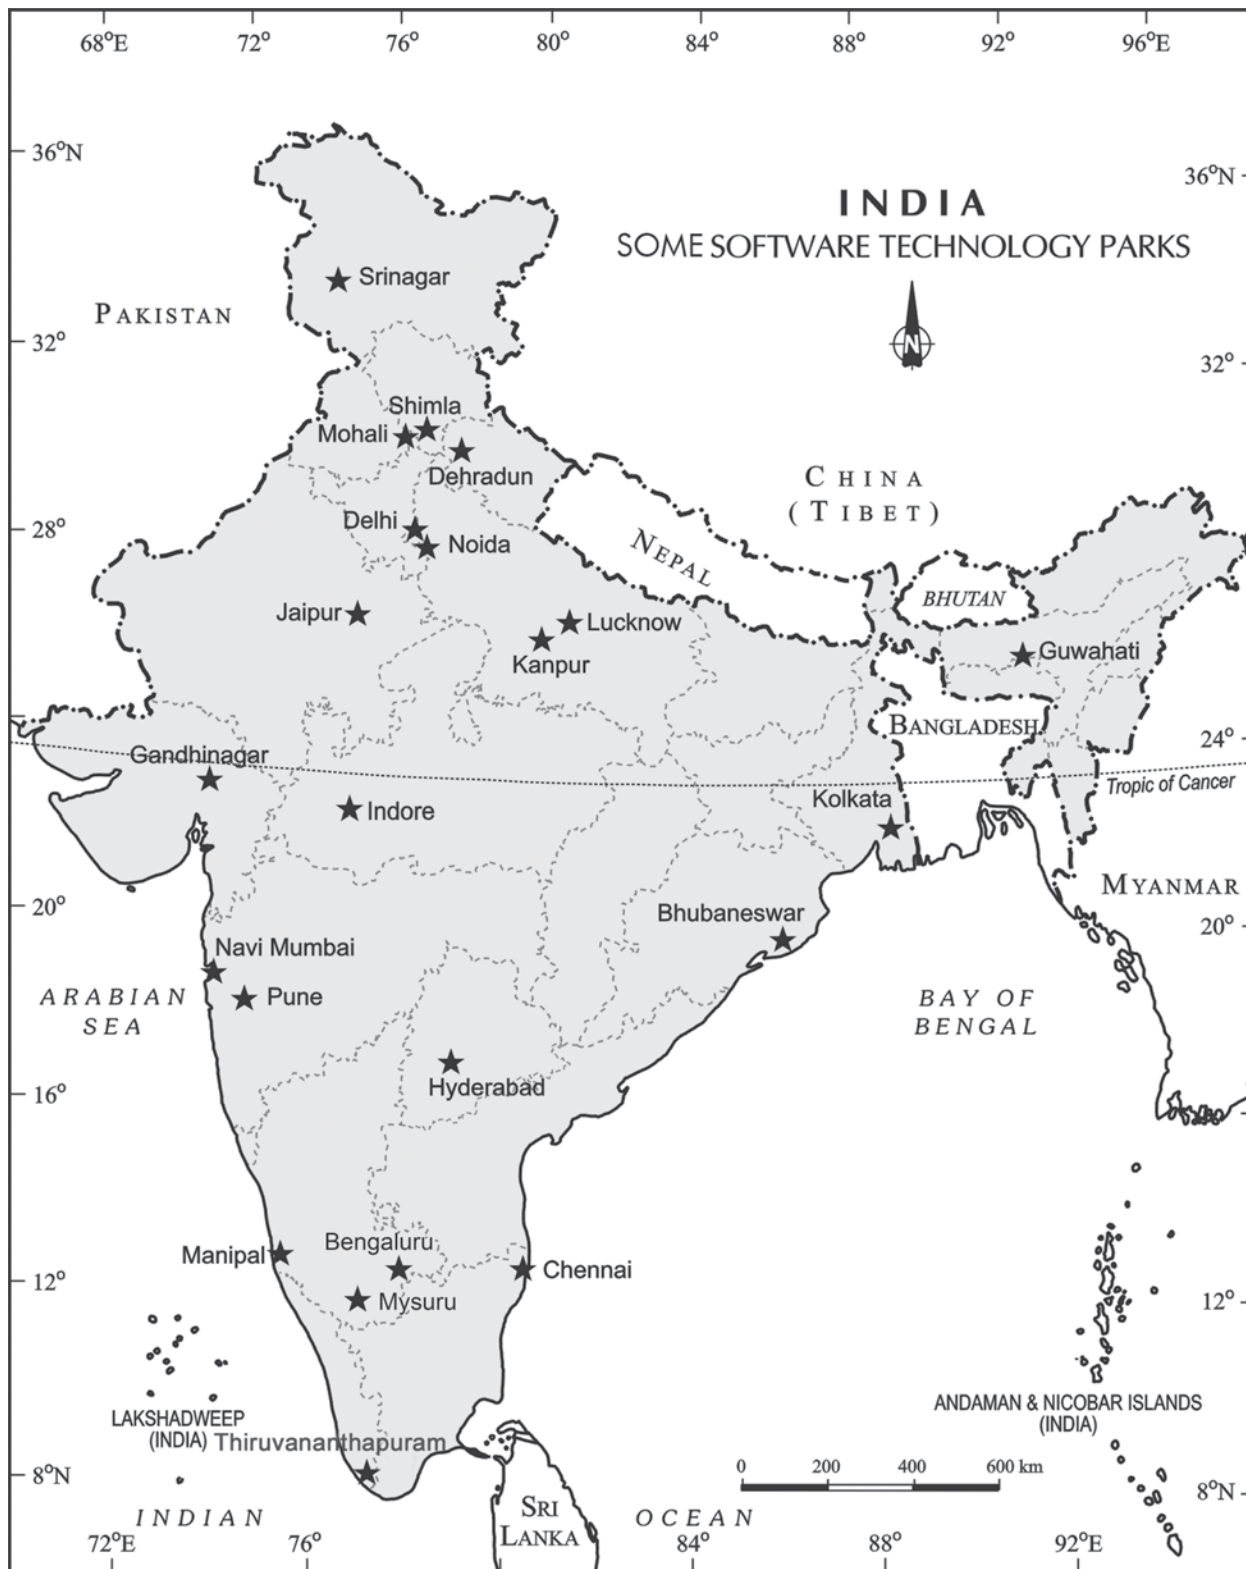 68°E 72° 76° 80° 84° 88° 92° 96°E
36°N
36°N
INDIA
SOME SOFTWARE TECHNOLOGY PARKS
N
Srinagar
PAKISTAN
32°
32°
Shimla
Mohali
Dehradun
CHINA
(TIBET)
Delhi
Noida
28°
NEPAL
BHUTAN
Jaipur
Lucknow
Kanpur
Guwahati
BANGLADESH
24°
Gandhinagar
Tropic of Cancer
Indore
Kolkata
MYANMAR
20°
20°
Bhubaneswar
Navi Mumbai
Pune
ARABIAN
SEA
BAY OF
BENGAL
Hyderabad
16°
Manipal
Bengaluru
Chennai
Mysuru
12°
12°
LAKSHADWEEP
(INDIA)
Thiruvananthapuram
ANDAMAN & NICOBAR ISLANDS
(INDIA)
8°N
8°N
0 200 400 600 km
SRI
LANKA
INDIAN OCEAN
72°E 76° 84° 88° 92°E